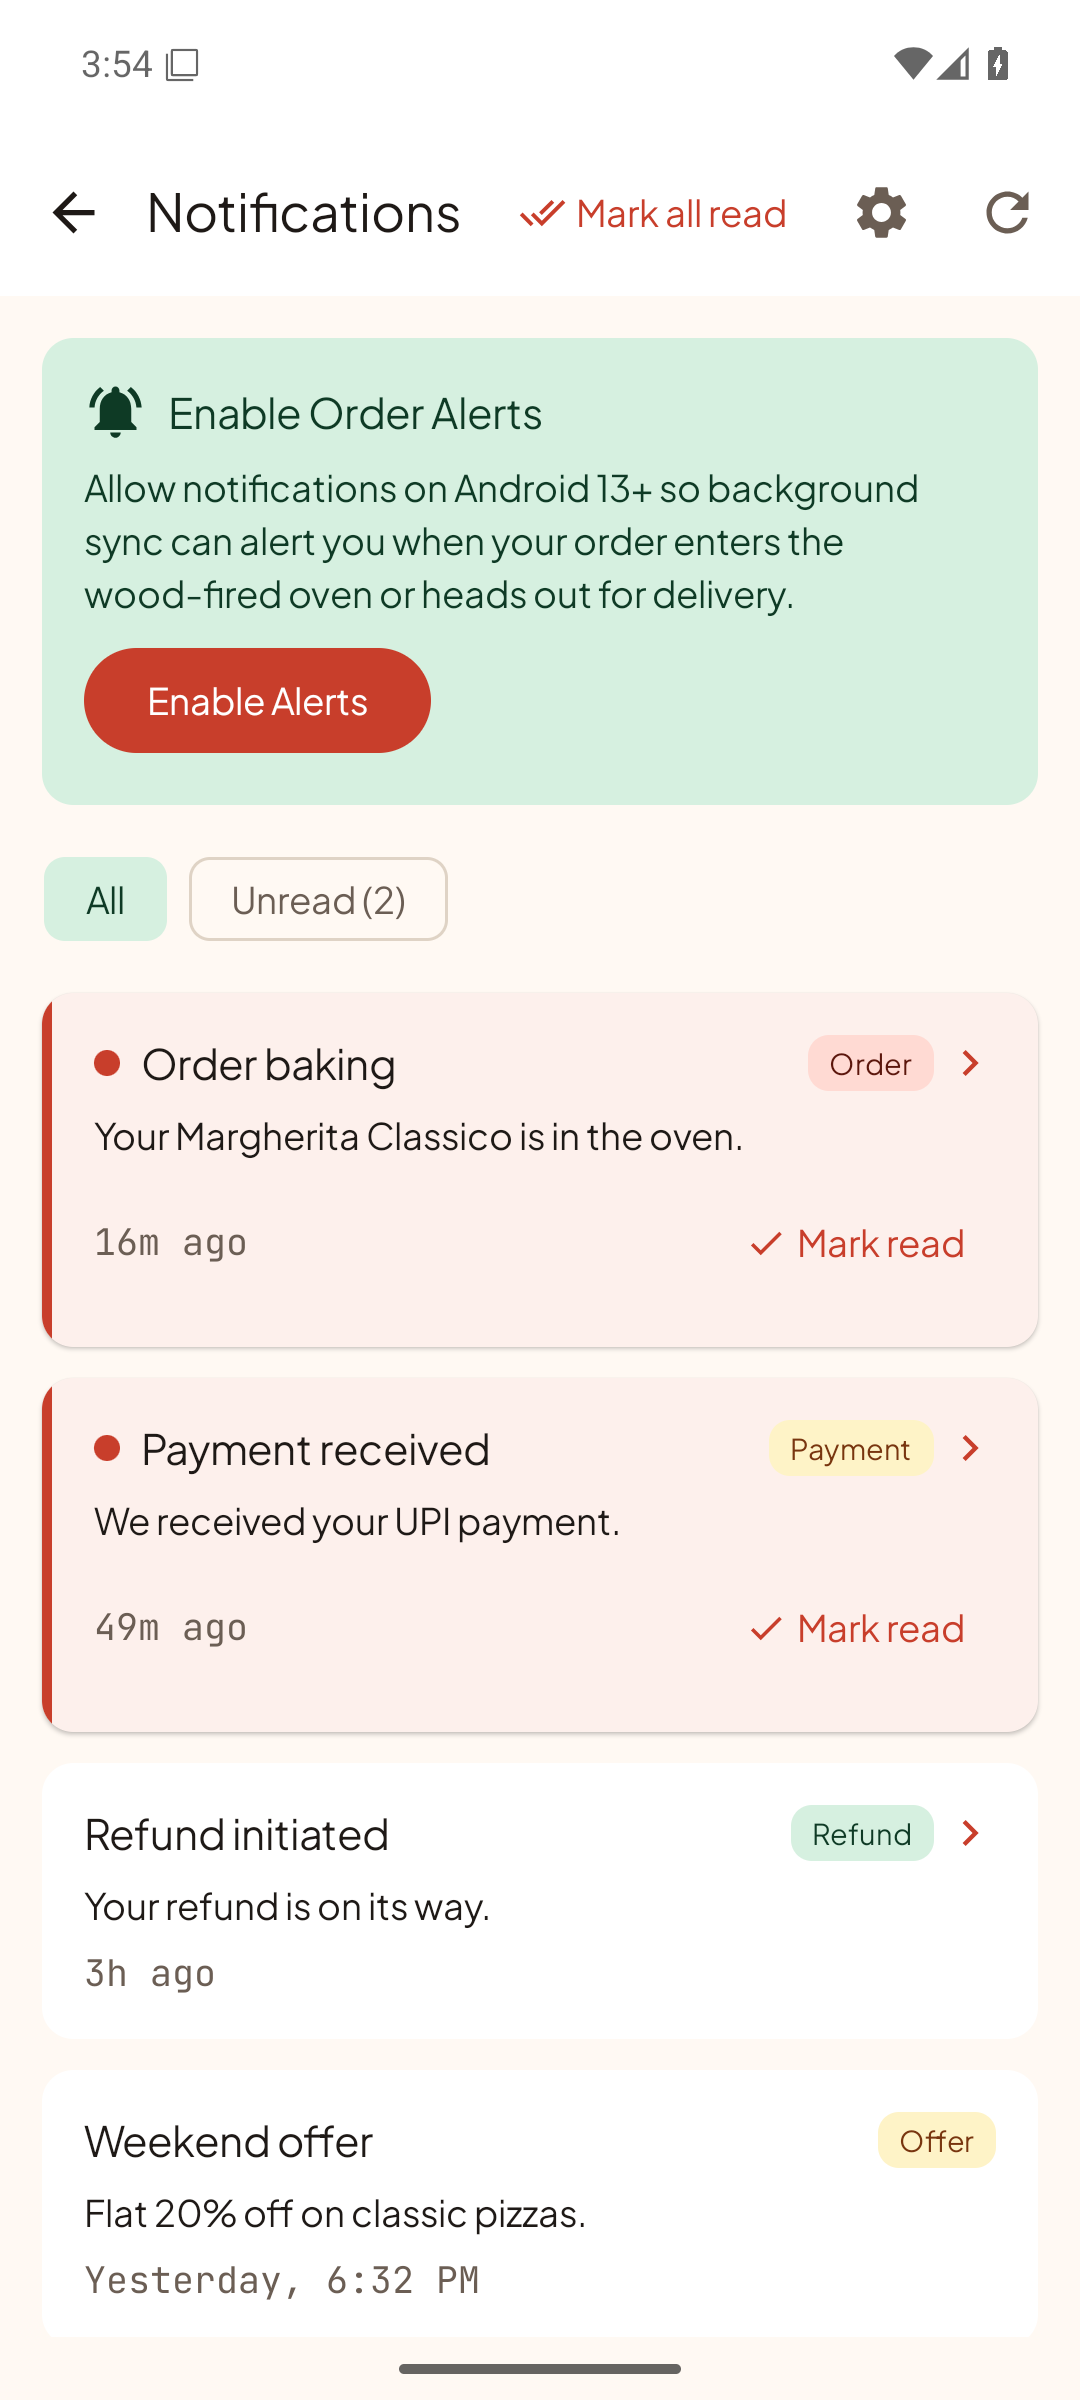 3:54
Notifications
Mark all read
Enable Order Alerts
Allow notifications on Android 13+ so background
sync can alert you when your order enters the
wood-fired oven or heads out for delivery.
Enable Alerts
All
Unread (2)
Order baking
Order
Your Margherita Classico is in the oven.
16m ago
Mark read
Payment received
Payment
We received your UPI payment.
49m ago
Mark read
Refund initiated
Refund
Your refund is on its way.
3h ago
Weekend offer
Offer
Flat 20% off on classic pizzas.
Yesterday, 6:32 PM